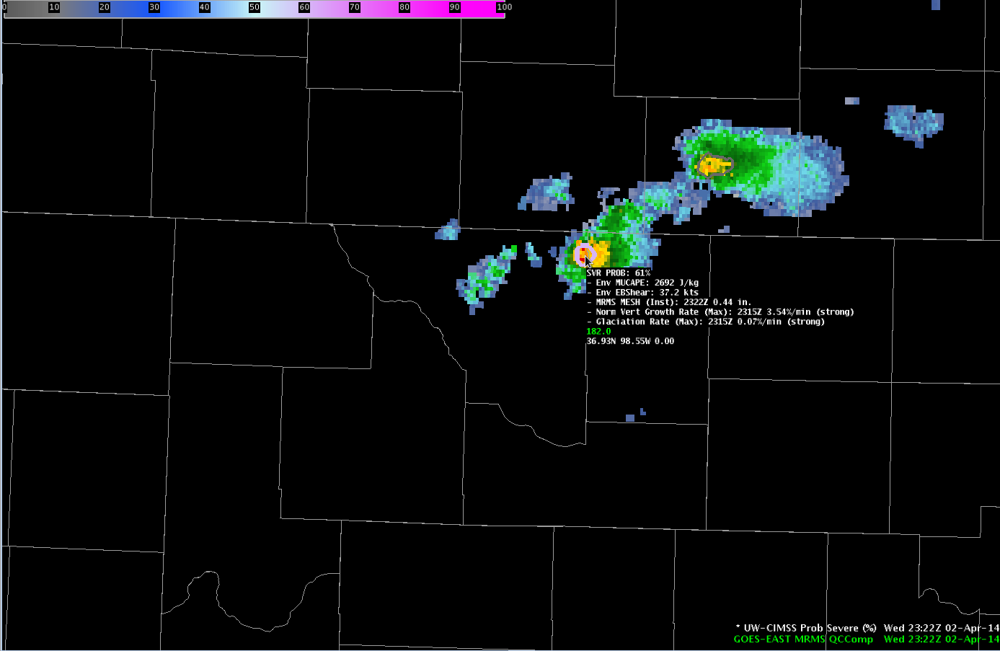 0 10 20 30 40 50 60 70 80 90 100
SVR PROB: 61%
- Env MUCAPE: 2692 J/kg
- Env EBShear: 37.2 kts
- MRMS MESH (Inst): 2322Z 0.44 in.
- Norm Vert Growth Rate (Max): 2315Z 3.54%/min (strong)
- Glaciation Rate (Max): 2315Z 0.07%/min (strong)
182.0
36.93N 98.55W 0.00
* UW-CIMSS Prob Severe (%) Wed 23:22Z 02-Apr-14
GOES-EAST MRMS QCComp Wed 23:22Z 02-Apr-14